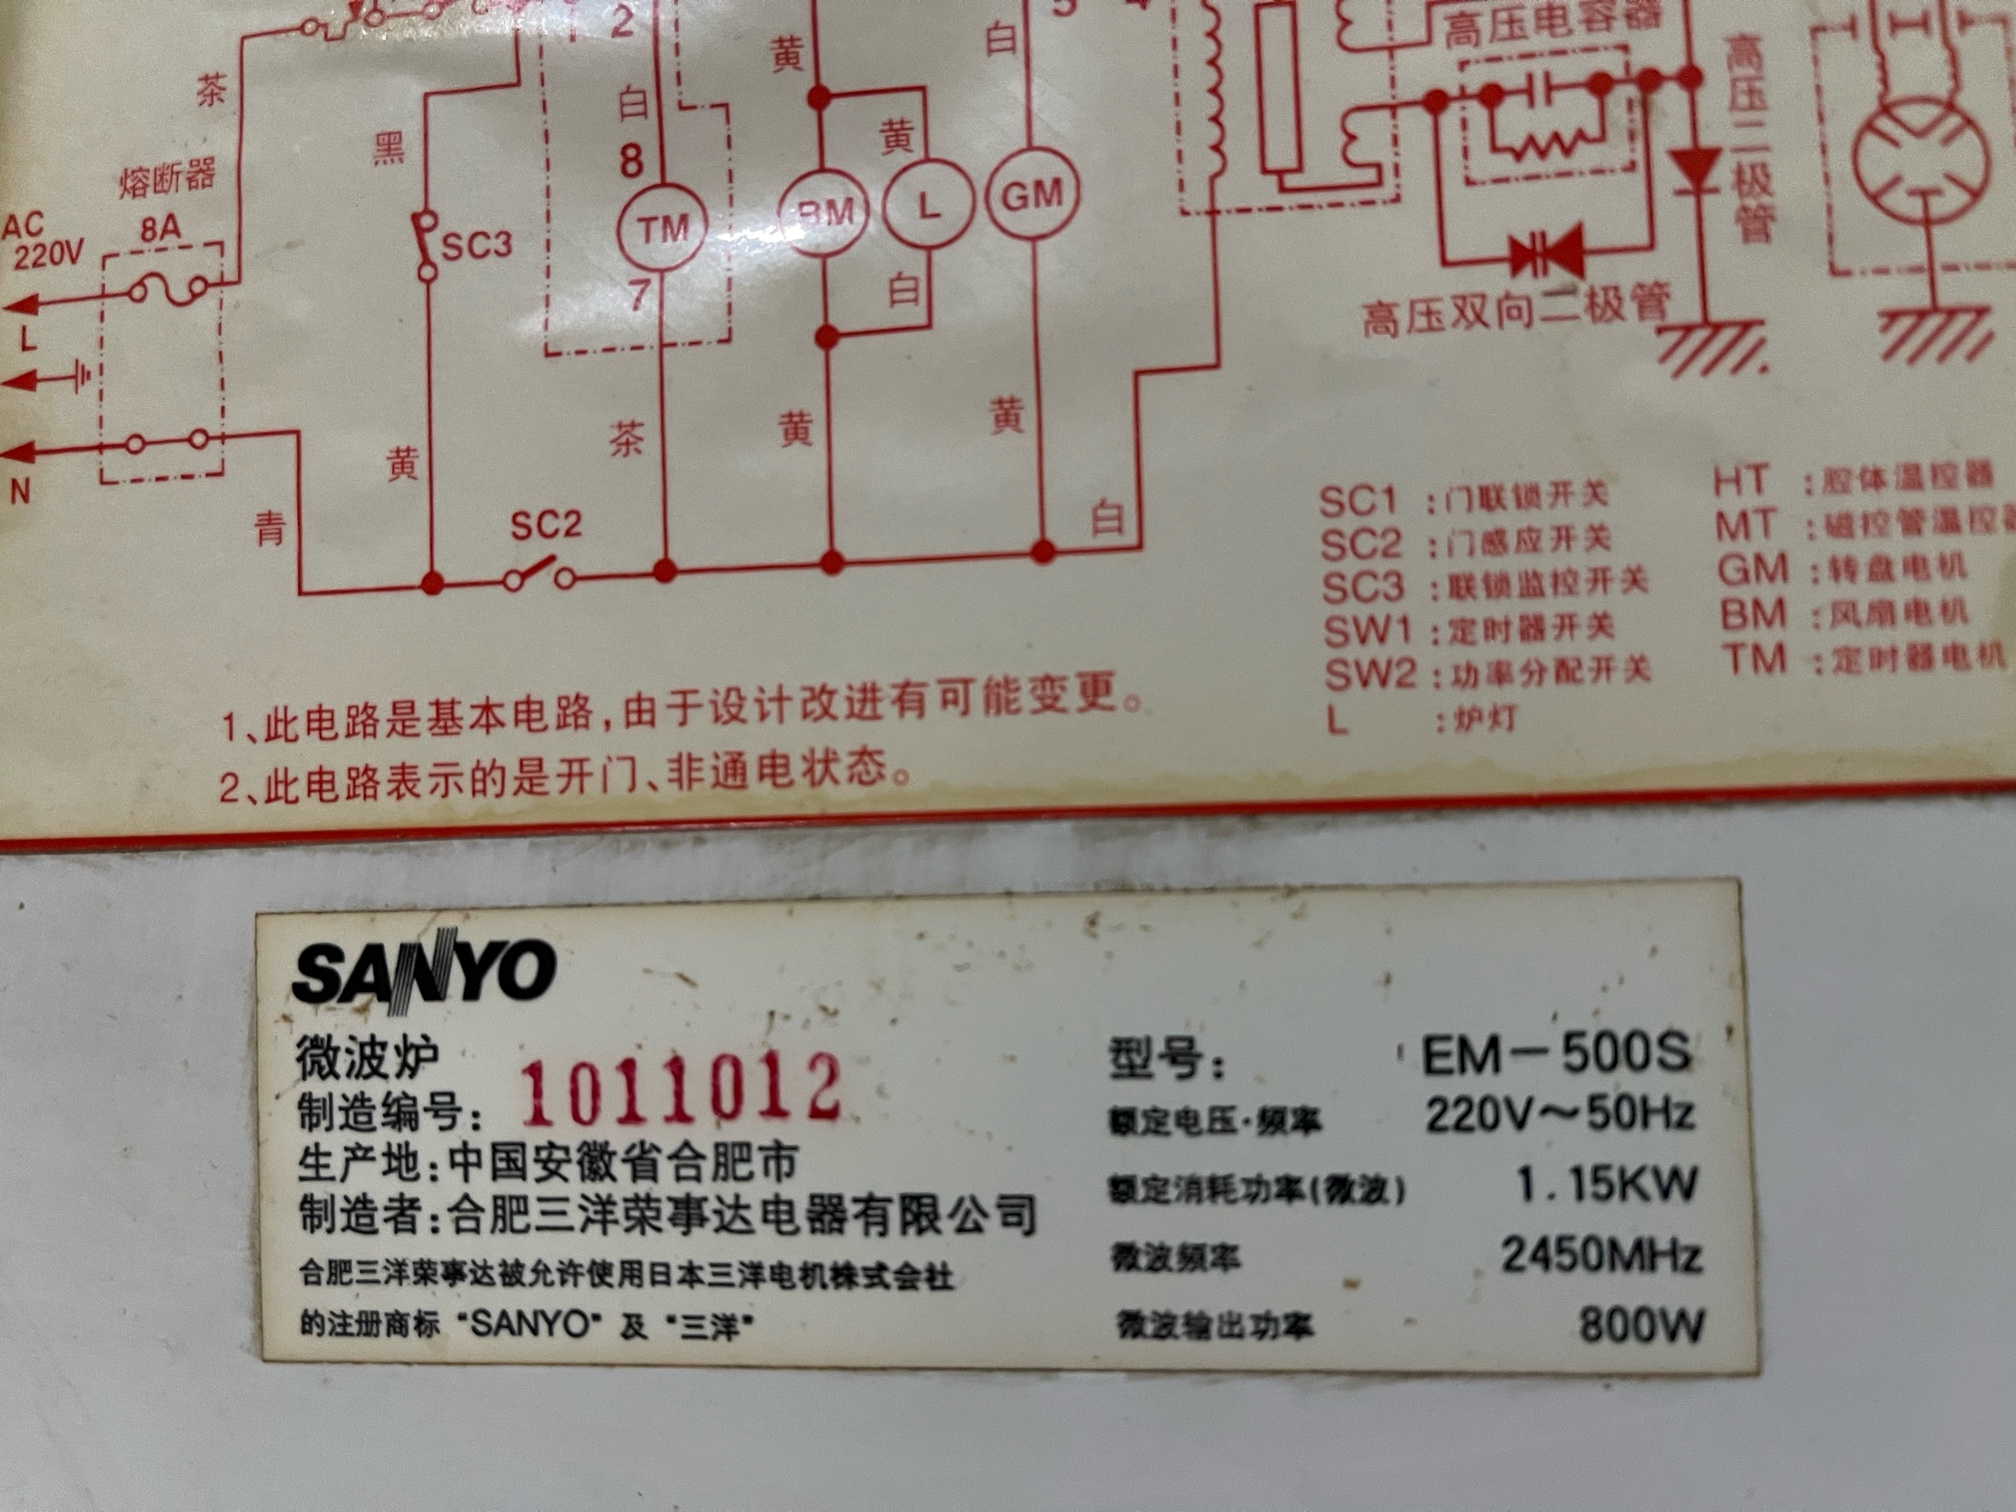 2
5
4
高压电容器
茶
黑
白
黄
黄
白
高压二极管
熔断器
8A
AC
220V
L
N
SC3
8
TM
7
BM
L
GM
白
高压双向二极管
青
黄
茶
黄
黄
白
SC2
SC1 :门联锁开关
SC2 :门感应开关
SC3 :联锁监控开关
SW1 :定时器开关
SW2 :功率分配开关
L :炉灯
HT :腔体温控器
MT :磁控管温控器
GM :转盘电机
BM :风扇电机
TM :定时器电机
1、此电路是基本电路,由于设计改进有可能变更。
2、此电路表示的是开门、非通电状态。
SANYO
微波炉
制造编号: 1011012
生产地:中国安徽省合肥市
制造者:合肥三洋荣事达电器有限公司
合肥三洋荣事达被允许使用日本三洋电机株式会社
的注册商标 "SANYO" 及 "三洋"
型号: EM-500S
额定电压·频率 220V~50Hz
额定消耗功率(微波) 1.15KW
微波频率 2450MHz
微波输出功率 800W